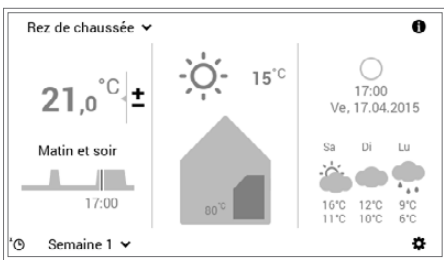 Rez de chaussée
21,0 °C ±
Matin et soir
17:00
Semaine 1
15°C
80°C
17:00
Ve, 17.04.2015
Sa Di Lu
16°C 12°C 9°C
11°C 10°C 6°C